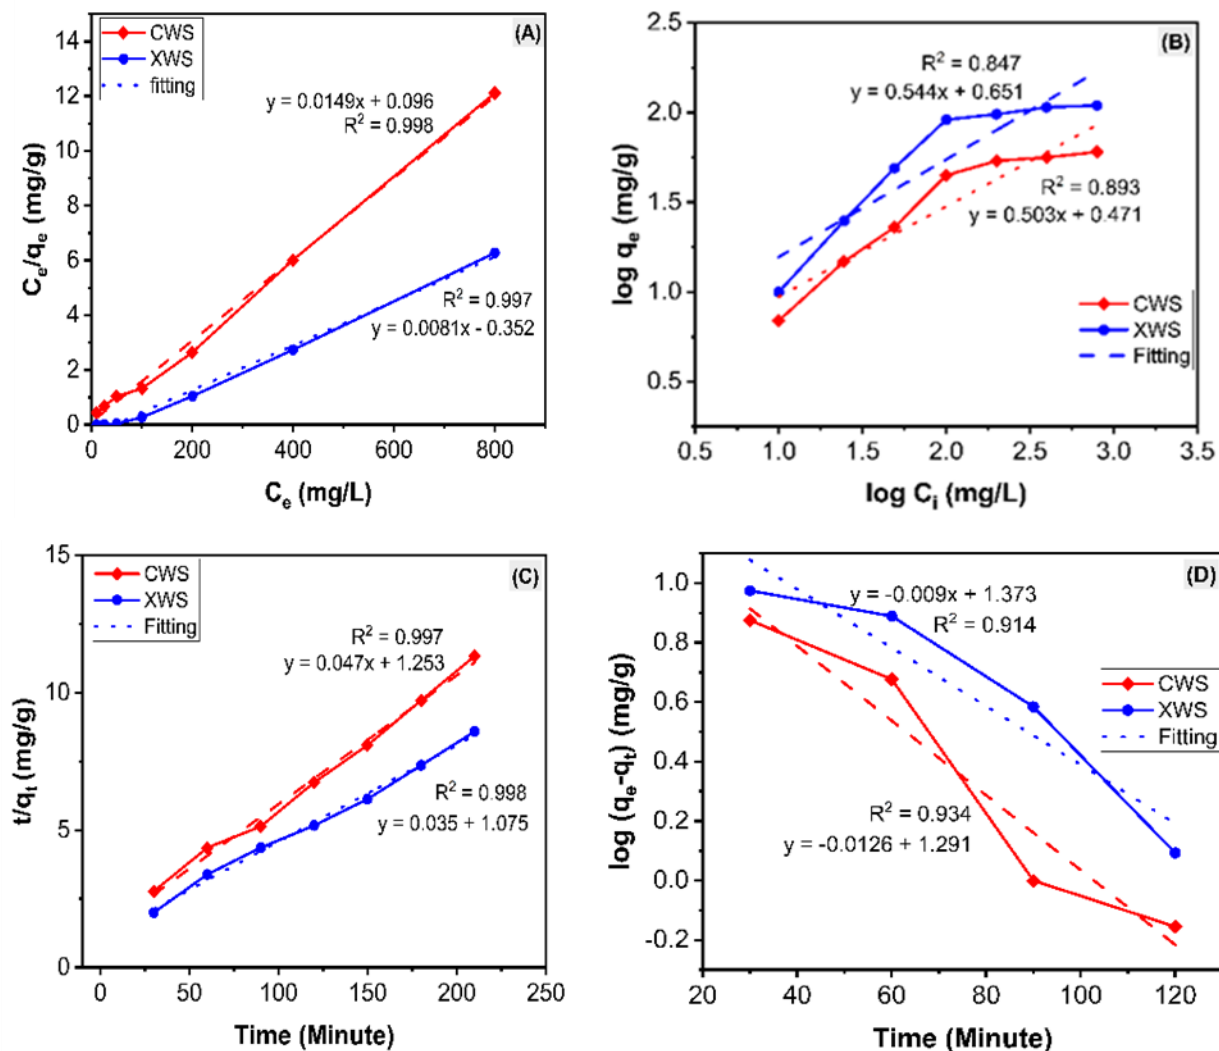 (A)
CWS
XWS
fitting
y = 0.0149x + 0.096
R² = 0.998
R² = 0.997
y = 0.0081x - 0.352
14
12
10
8
6
4
2
0
0 200 400 600 800
Cₑ/qₑ (mg/g)
Cₑ (mg/L)
(B)
R² = 0.847
y = 0.544x + 0.651
R² = 0.893
y = 0.503x + 0.471
CWS
XWS
Fitting
2.5
2.0
1.5
1.0
0.5
0.5 1.0 1.5 2.0 2.5 3.0 3.5
log qₑ (mg/g)
log Cᵢ (mg/L)
(C)
CWS
XWS
Fitting
R² = 0.997
y = 0.047x + 1.253
R² = 0.998
y = 0.035 + 1.075
15
10
5
0
0 50 100 150 200 250
t/qₜ (mg/g)
Time (Minute)
(D)
y = -0.009x + 1.373
R² = 0.914
CWS
XWS
Fitting
R² = 0.934
y = -0.0126 + 1.291
1.0
0.8
0.6
0.4
0.2
0.0
-0.2
20 40 60 80 100 120
log (qₑ-qₜ) (mg/g)
Time (Minute)